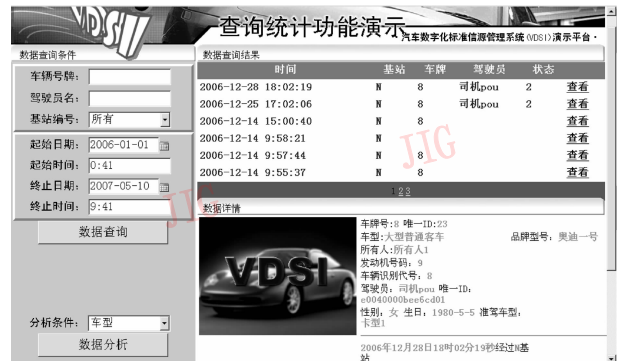 VDSI
查询统计功能演示
·汽车数字化标准信源管理系统(VDSI)演示平台·
数据查询条件
车辆号牌:
驾驶员名:
基站编号: 所有
起始日期: 2006-01-01
起始时间: 0:41
终止日期: 2007-05-10
终止时间: 9:41
数据查询
分析条件: 车型
数据分析
数据查询结果
时间 基站 车牌 驾驶员 状态
2006-12-28 18:02:19 N 8 司机pou 2 查看
2006-12-25 17:02:06 N 8 司机pou 2 查看
2006-12-14 15:00:40 N 8 查看
2006-12-14 9:58:21 N 查看
2006-12-14 9:57:44 N 8 查看
2006-12-14 9:55:37 N 8 查看
1 2 3
JIG
JIG
数据详情
VDSI
车牌号:8 唯一ID:23
车型:大型普通客车 品牌型号: 奥迪一号
所有人:所有人1
发动机号码: 9
车辆识别代号: 8
驾驶员: 司机pou 唯一ID:
e0040000bee6cd01
性别: 女 生日: 1980-5-5 准驾车型:
卡型1
2006年12月28日18时02分19秒经过N基
站